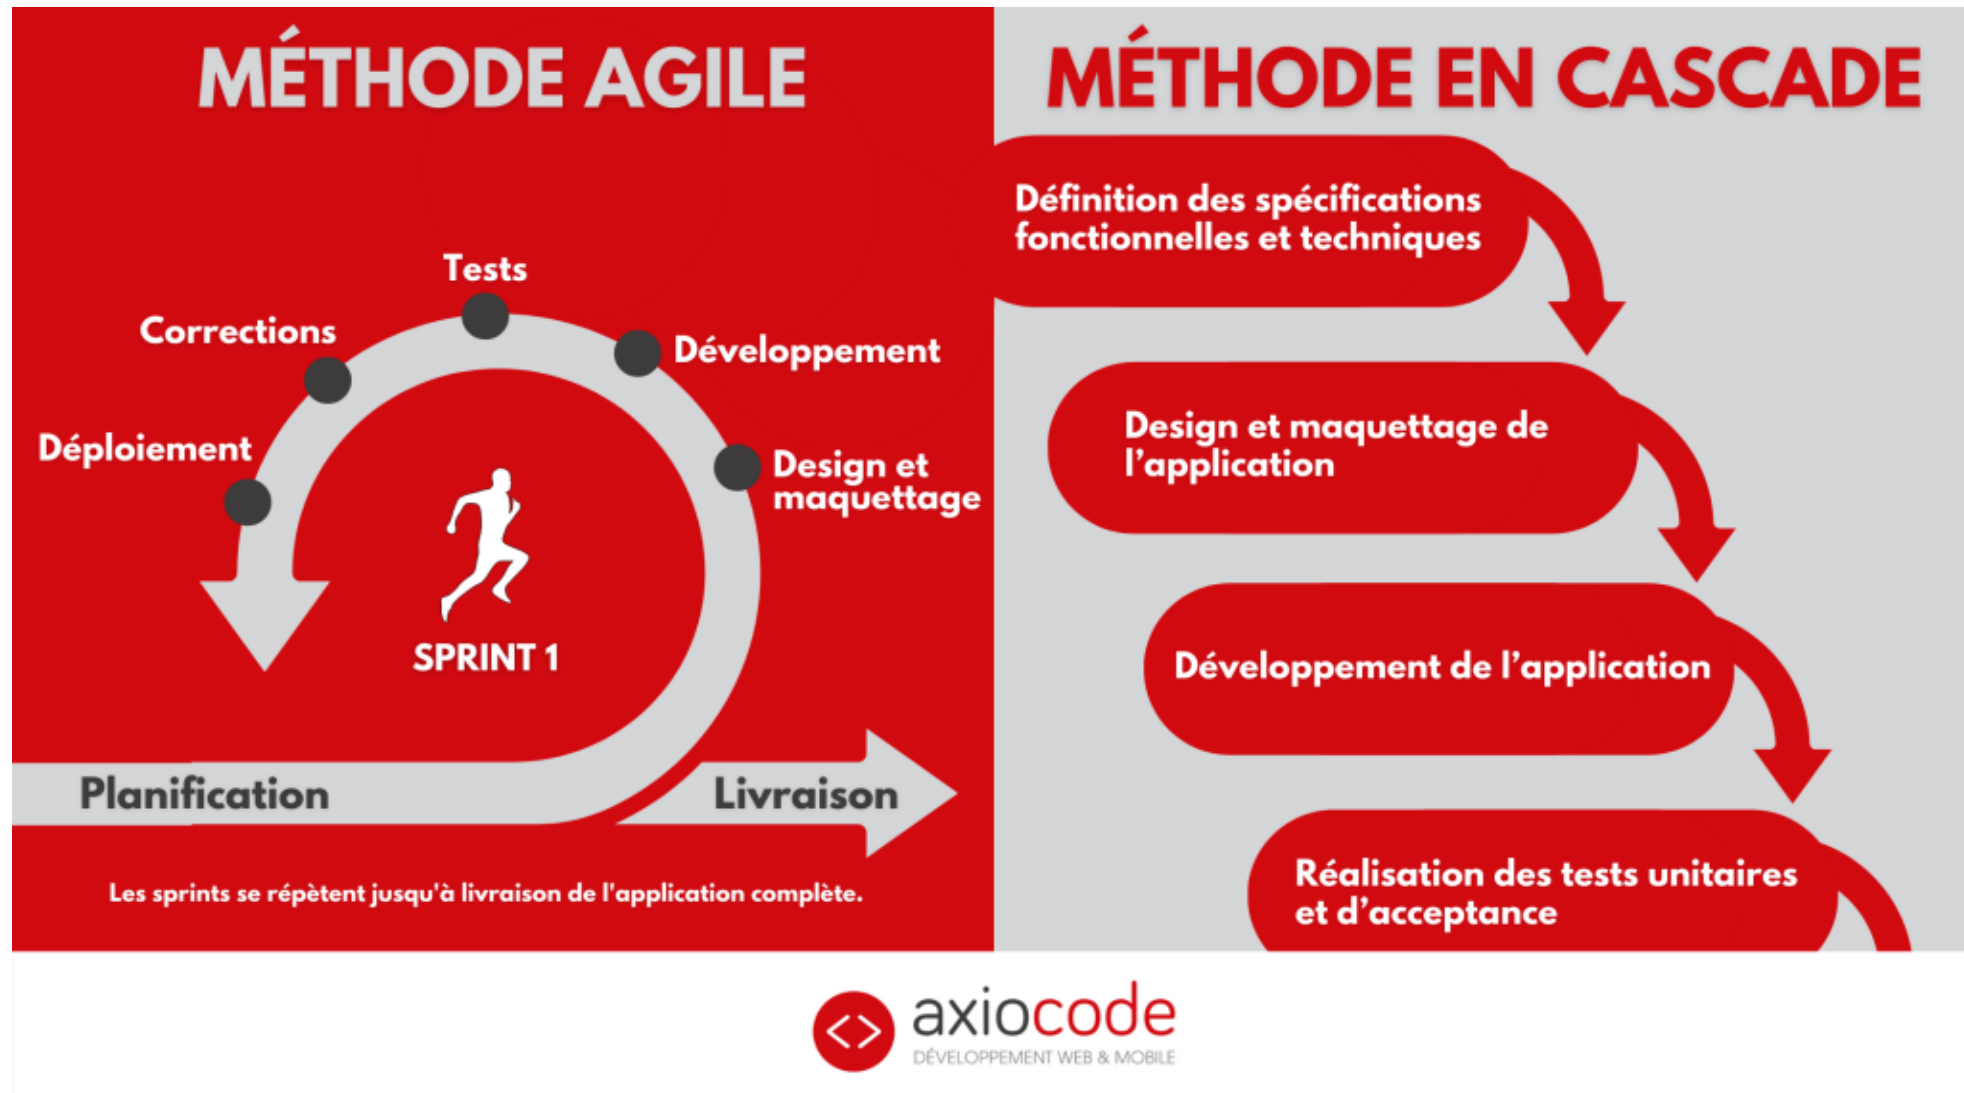 MÉTHODE AGILE
Tests
Corrections
Développement
Déploiement
Design et
maquettage
SPRINT 1
Planification
Livraison
Les sprints se répètent jusqu'à livraison de l'application complète.
MÉTHODE EN CASCADE
Définition des spécifications
fonctionnelles et techniques
Design et maquettage de
l’application
Développement de l’application
Réalisation des tests unitaires
et d’acceptance
axiocode
DÉVELOPPEMENT WEB & MOBILE